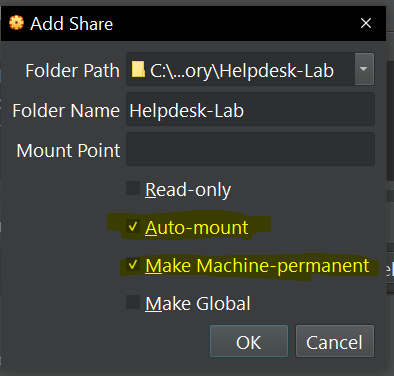 Add Share
Folder Path C:\...ory\Helpdesk-Lab
Folder Name Helpdesk-Lab
Mount Point
Read-only
Auto-mount
Make Machine-permanent
Make Global
OK Cancel